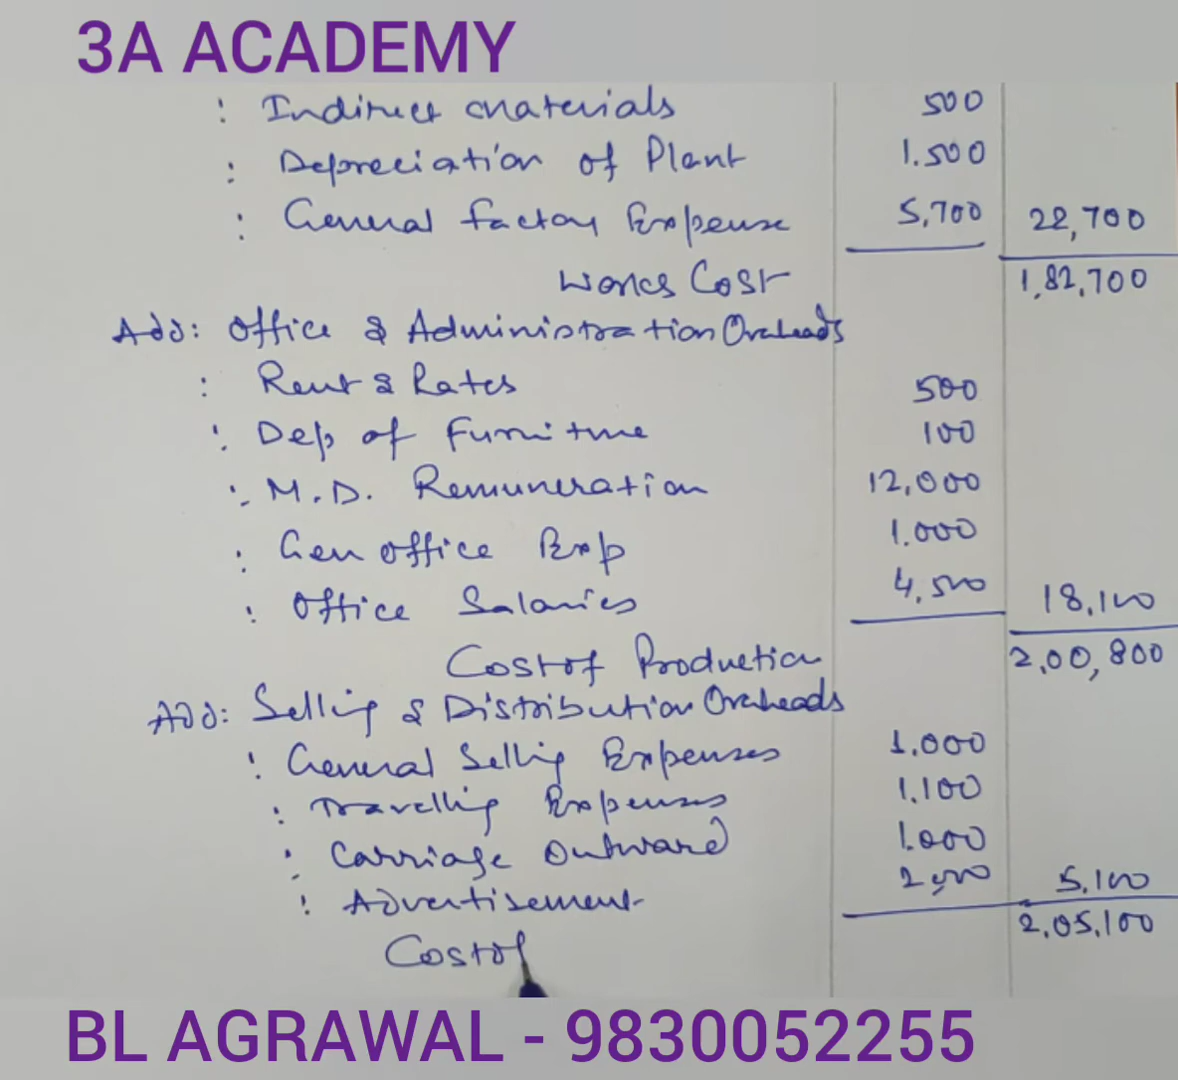 3A ACADEMY
: Indirect materials 500
: Depreciation of Plant 1.500
: General factory Expense 5,700 22,700
Works Cost 1,82,700
Add: Office & Administration Overheads
: Rent & Rates 500
: Dep of Furniture 100
: M.D. Remuneration 12,000
: Gen office Exp 1.000
: Office Salaries 4,500 18,100
Cost of Production 2,00,800
Add: Selling & Distribution Overheads
: General Selling Expenses 1.000
: Travelling Expenses 1.100
: Carriage Outward 1.000
: Advertisement 2,000 5,100
2,05,100
Cost of
BL AGRAWAL - 9830052255